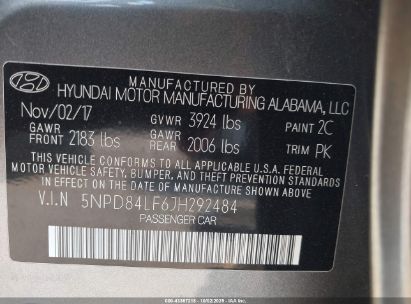 MANUFACTURED BY
HYUNDAI MOTOR MANUFACTURING ALABAMA, LLC
Nov/02/17 GVWR 3924 lbs PAINT 2C
GAWR FRONT 2183 lbs GAWR REAR 2006 lbs TRIM PK
THIS VEHICLE CONFORMS TO ALL APPLICABLE U.S.A. FEDERAL
MOTOR VEHICLE SAFETY, BUMPER, AND THEFT PREVENTION
STANDARDS IN EFFECT ON THE DATE OF MANUFACTURE
SHOWN ABOVE.
V.I.N 5NPD84LF6JH292484
PASSENGER CAR